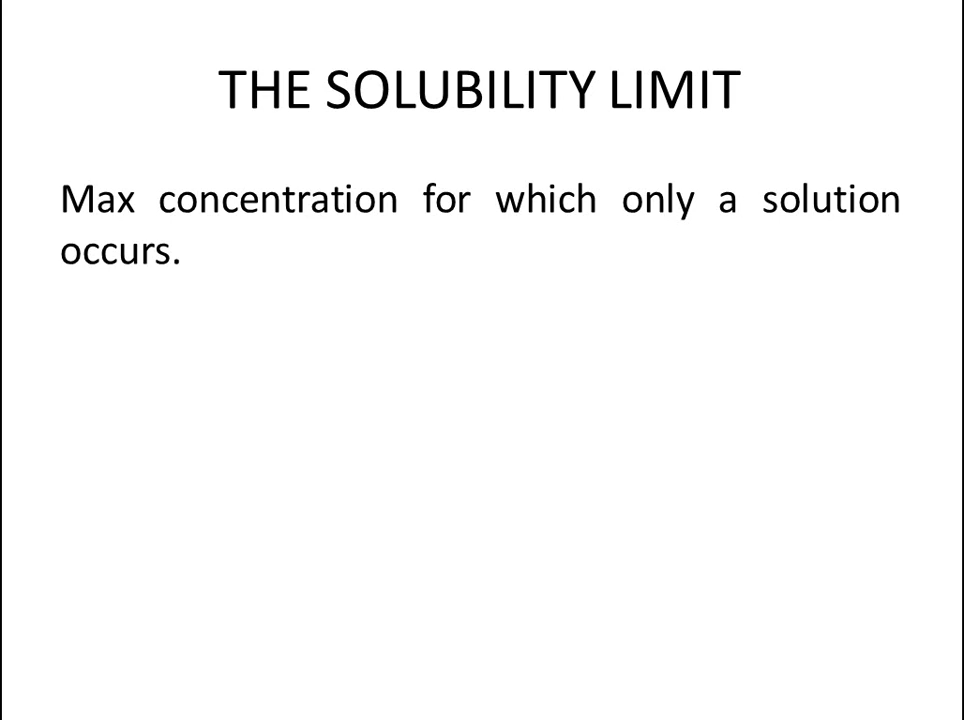 THE SOLUBILITY LIMIT
Max concentration for which only a solution
occurs.